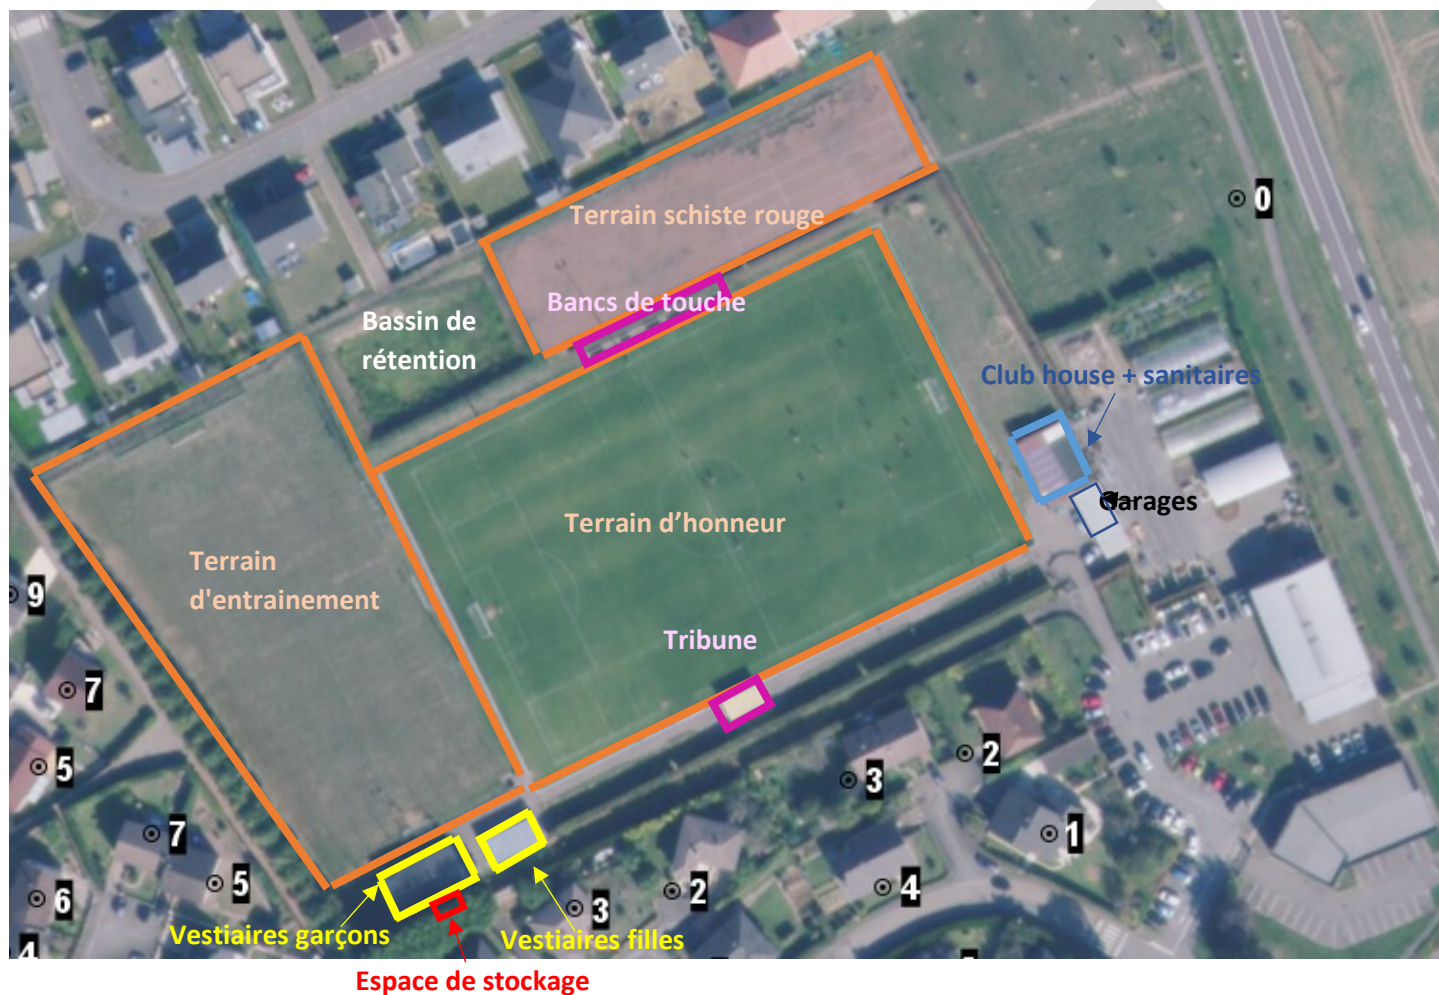 0
Terrain schiste rouge
Bancs de touche
Bassin de
rétention
Club house + sanitaires
Garages
Terrain d’honneur
Terrain
d'entrainement
9
Tribune
7
5
2
3
7
1
5
6
3
2
4
Vestiaires garçons
Vestiaires filles
4
Espace de stockage